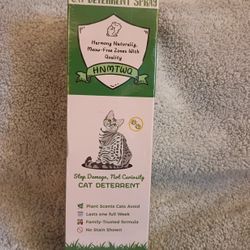 CAT DETERRENT SPRAY
Harmony Naturally,
Meow-Free Zones With
Quality
HNMTWQ
Stop Damage, Not Curiosity
CAT DETERRENT
Plant Scents Cats Avoid
Lasts one full Week
Family-Trusted formula
No Stain Shown